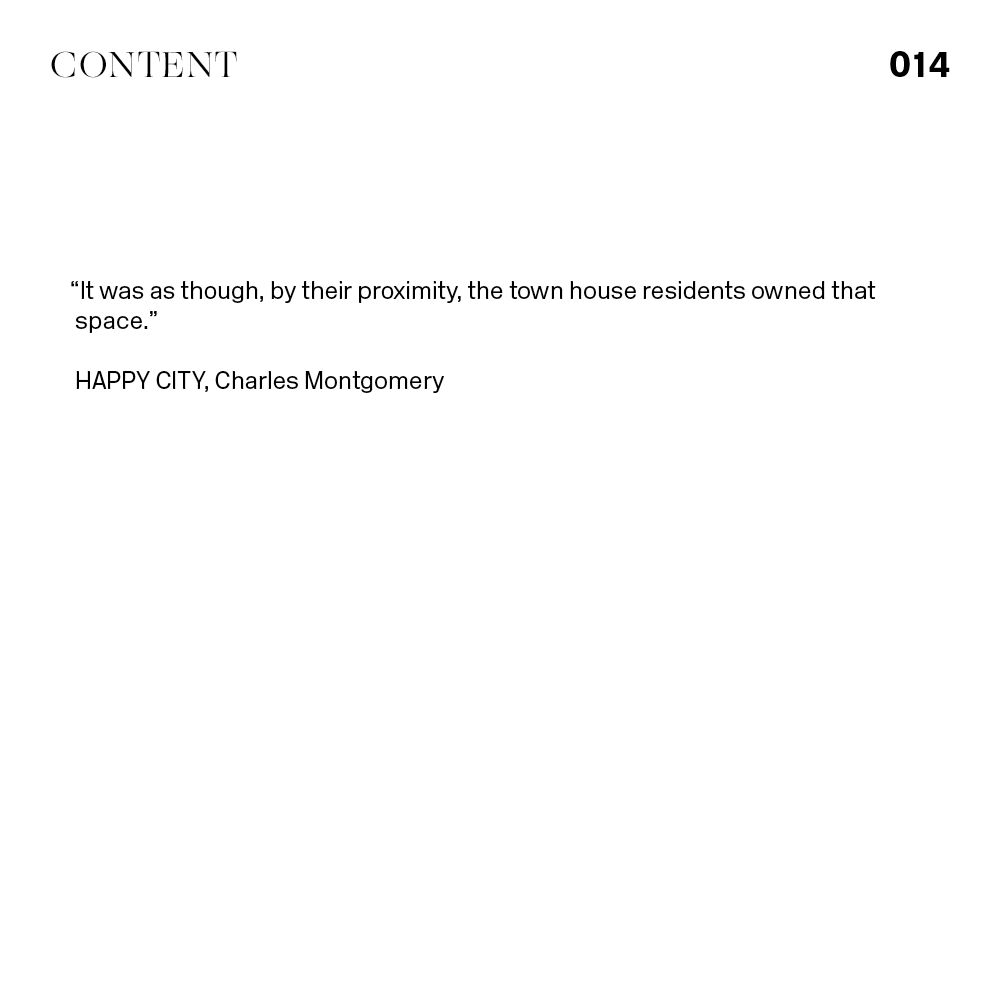 CONTENT
014
“It was as though, by their proximity, the town house residents owned that
space.”
HAPPY CITY, Charles Montgomery